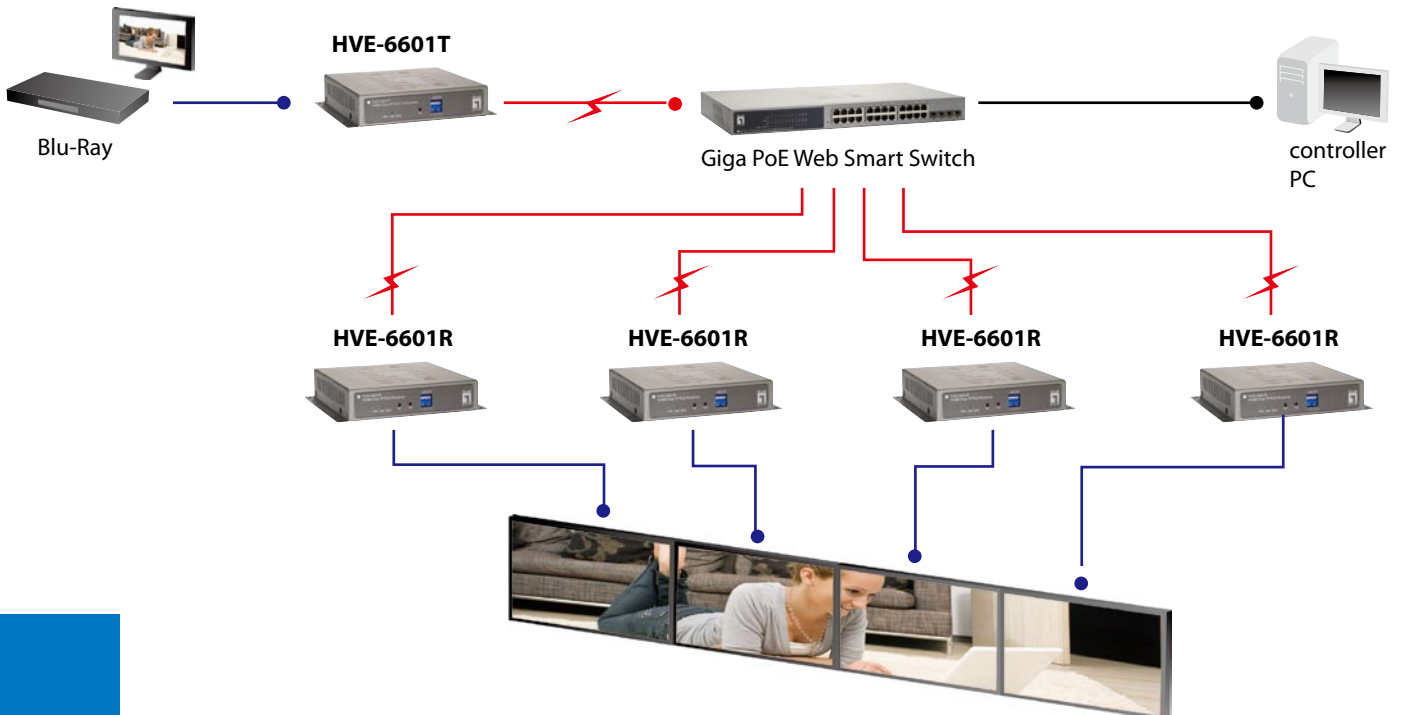 HVE-6601T
Blu-Ray
Giga PoE Web Smart Switch
controller
PC
HVE-6601R
HVE-6601R
HVE-6601R
HVE-6601R